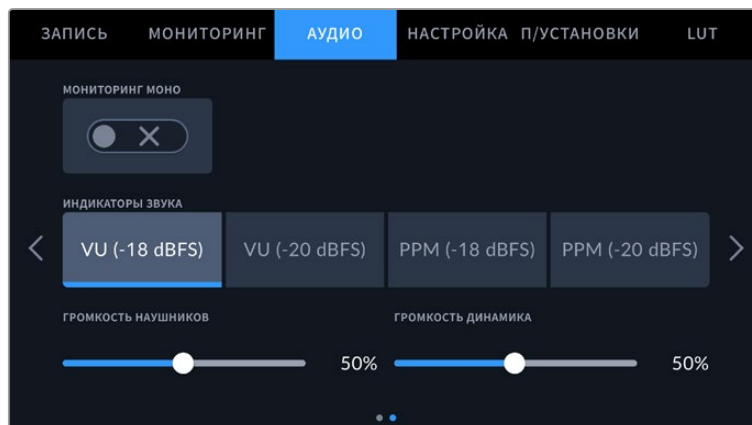 ЗАПИСЬ МОНИТОРИНГ АУДИО НАСТРОЙКА П/УСТАНОВКИ LUT
МОНИТОРИНГ МОНО
ИНДИКАТОРЫ ЗВУКА
VU (-18 dBFS) VU (-20 dBFS) PPM (-18 dBFS) PPM (-20 dBFS)
ГРОМКОСТЬ НАУШНИКОВ ГРОМКОСТЬ ДИНАМИКА
50% 50%